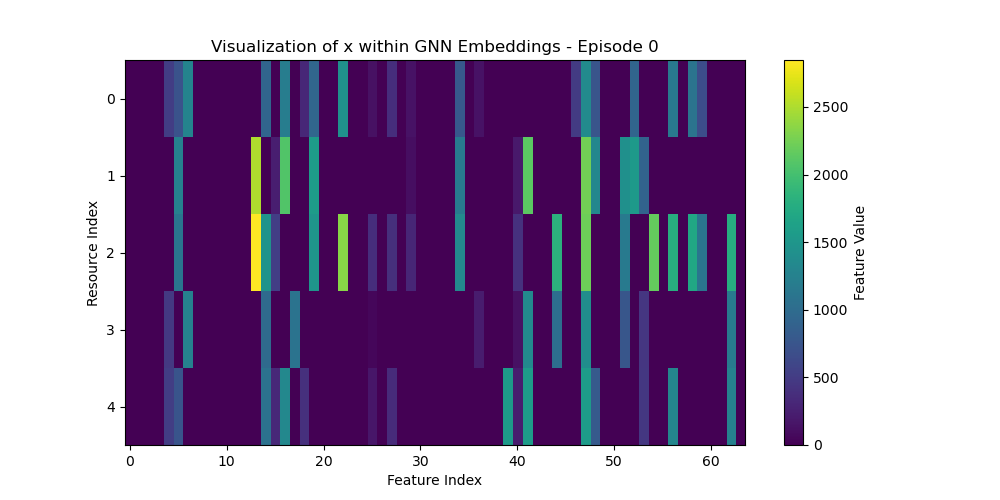 Visualization of x within GNN Embeddings - Episode 0
Resource Index
0
1
2
3
4
0 10 20 30 40 50 60
Feature Index
2500
2000
1500
1000
500
0
Feature Value